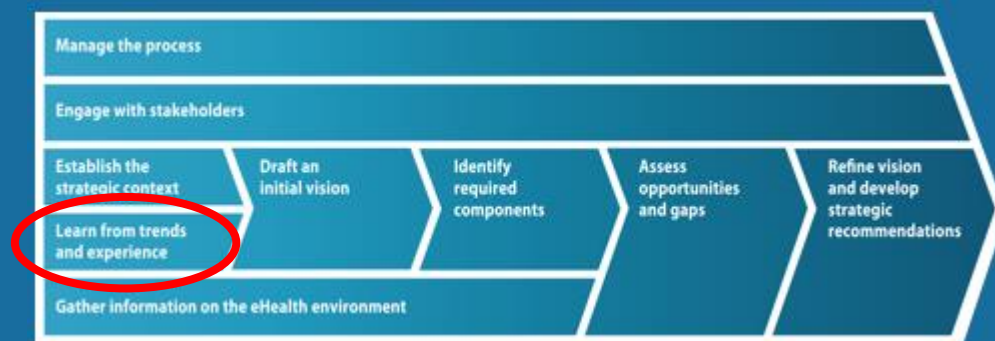 Manage the process
Engage with stakeholders
Establish the
strategic context
Learn from trends
and experience
Draft an
initial vision
Identify
required
components
Assess
opportunities
and gaps
Refine vision
and develop
strategic
recommendations
Gather information on the eHealth environment